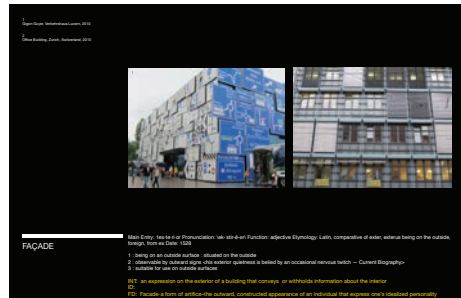 1
Gigon Guyer, Verkehrshaus Luzern, 2010
2
Office Building, Zurich, Switzerland, 2010
1
FAÇADE
Main Entry: 1ex·te·ri·or Pronunciation: \ek-ˈstir-ē-ər\ Function: adjective Etymology: Latin, comparative of exter, exterus being on the outside,
foreign, from ex Date: 1528
1 : being on an outside surface : situated on the outside
2 : observable by outward signs <his exterior quietness is belied by an occasional nervous twitch — Current Biography>
3 : suitable for use on outside surfaces
INT: an expression on the exterior of a building that conveys or withholds information about the interior
ID:
FD: Facade-a form of artifice-the outward, constructed appearance of an individual that express one's idealized personality